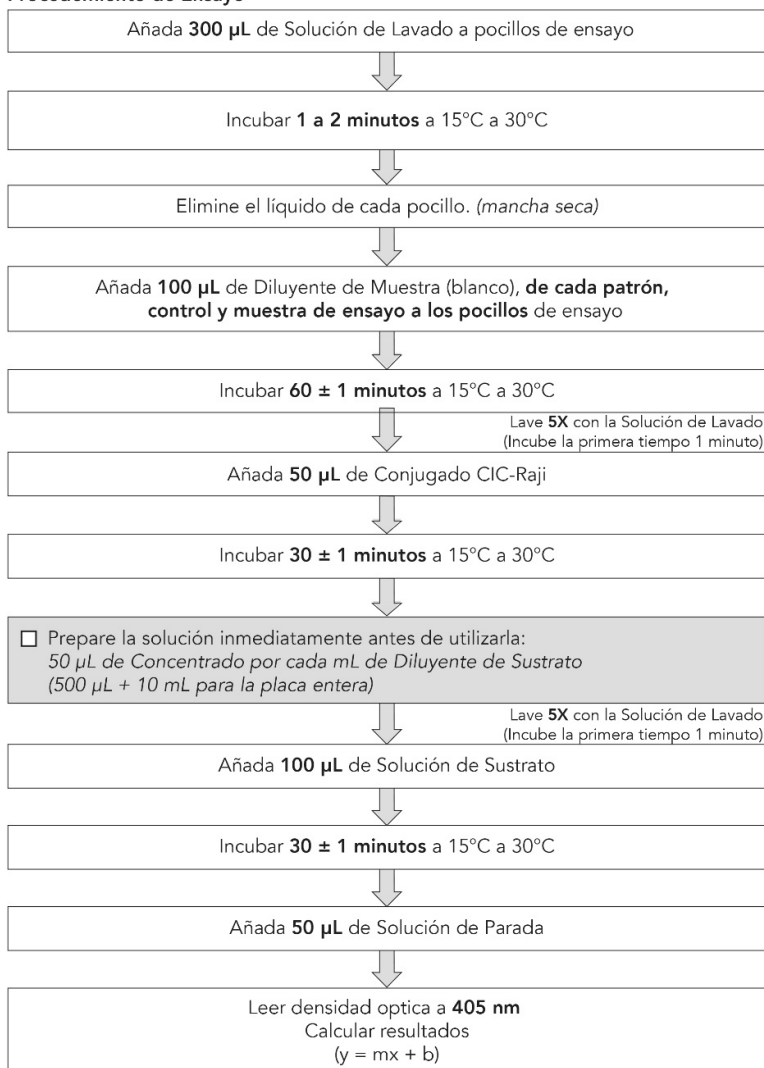 Procedemiento de Ensayo
Añada 300 µL de Solución de Lavado a pocillos de ensayo
Incubar 1 a 2 minutos a 15°C a 30°C
Elimine el líquido de cada pocillo. (mancha seca)
Añada 100 µL de Diluyente de Muestra (blanco), de cada patrón,
control y muestra de ensayo a los pocillos de ensayo
Incubar 60 ± 1 minutos a 15°C a 30°C
Lave 5X con la Solución de Lavado
(Incube la primera tiempo 1 minuto)
Añada 50 µL de Conjugado CIC-Raji
Incubar 30 ± 1 minutos a 15°C a 30°C
Prepare la solución inmediatamente antes de utilizarla:
50 µL de Concentrado por cada mL de Diluyente de Sustrato
(500 µL + 10 mL para la placa entera)
Lave 5X con la Solución de Lavado
(Incube la primera tiempo 1 minuto)
Añada 100 µL de Solución de Sustrato
Incubar 30 ± 1 minutos a 15°C a 30°C
Añada 50 µL de Solución de Parada
Leer densidad optica a 405 nm
Calcular resultados
(y = mx + b)